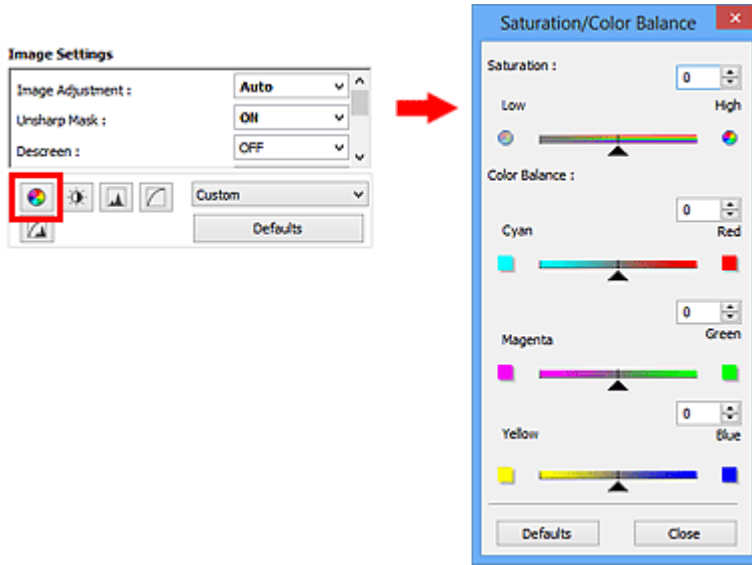 Image Settings
Image Adjustment : Auto
Unsharp Mask : ON
Descreen : OFF
Custom
Defaults
Saturation/Color Balance
Saturation : 0
Low High
Color Balance :
0
Cyan Red
0
Magenta Green
0
Yellow Blue
Defaults Close